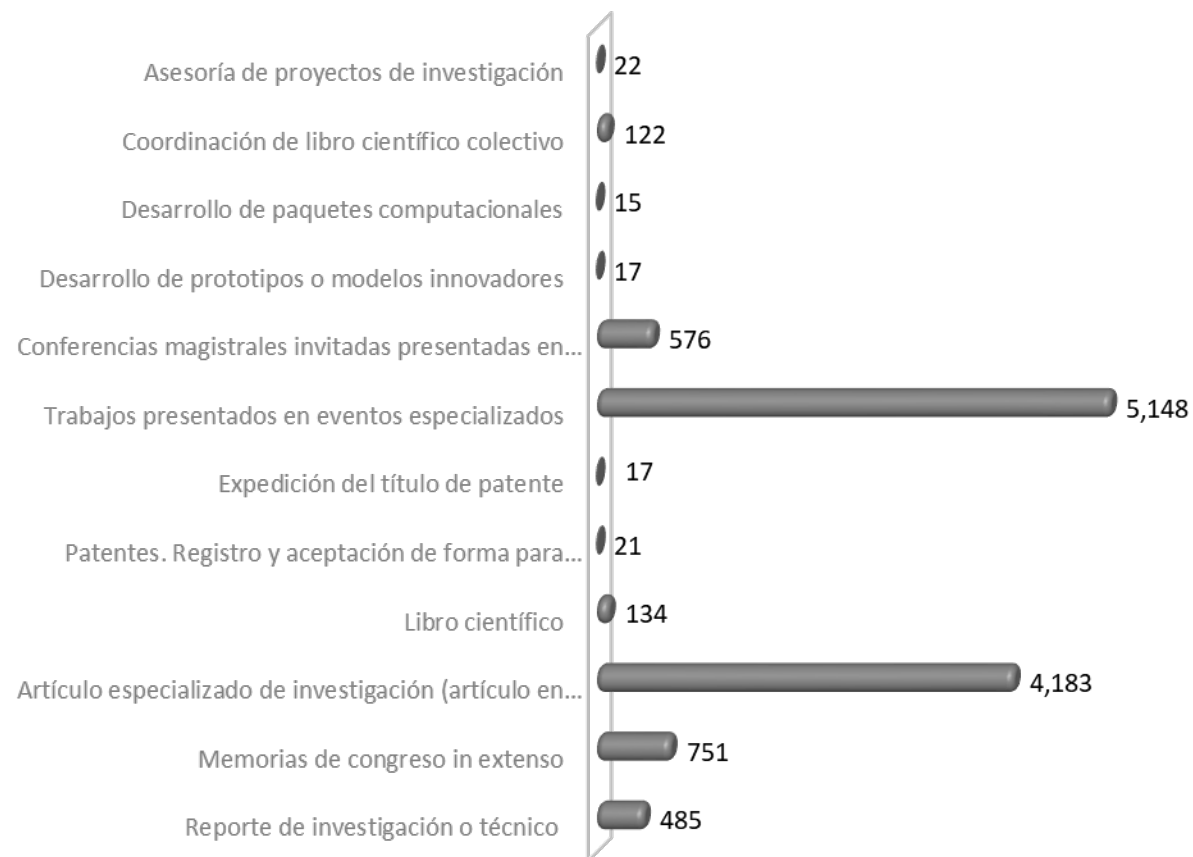 Asesoría de proyectos de investigación 22
Coordinación de libro científico colectivo 122
Desarrollo de paquetes computacionales 15
Desarrollo de prototipos o modelos innovadores 17
Conferencias magistrales invitadas presentadas en... 576
Trabajos presentados en eventos especializados 5,148
Expedición del título de patente 17
Patentes. Registro y aceptación de forma para... 21
Libro científico 134
Artículo especializado de investigación (artículo en... 4,183
Memorias de congreso in extenso 751
Reporte de investigación o técnico 485